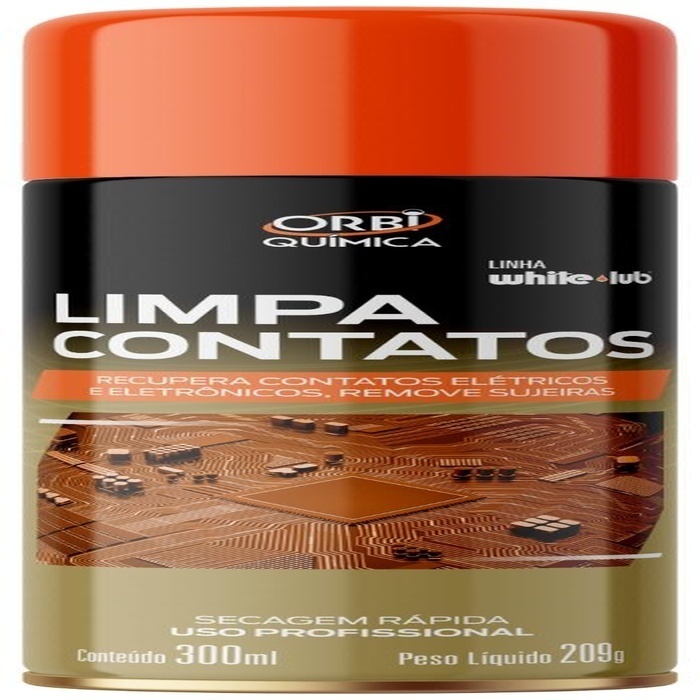 ORBI
QUÍMICA
LINHA
white lub
LIMPA
CONTATOS
RECUPERA CONTATOS ELÉTRICOS
E ELETRÔNICOS, REMOVE SUJEIRAS
SECAGEM RÁPIDA
USO PROFISSIONAL
Conteúdo 300ml Peso Líquido 209g